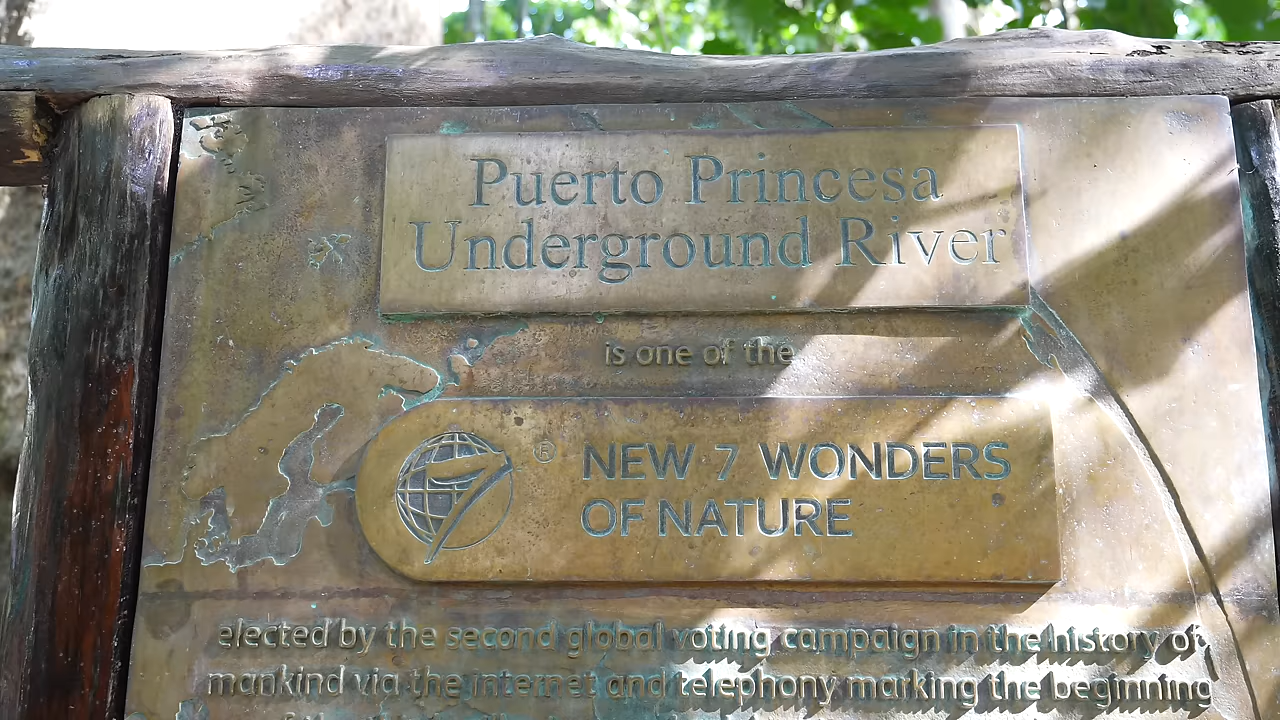 Puerto Princesa
Underground River
is one of the
® NEW 7 WONDERS
OF NATURE
elected by the second global voting campaign in the history of
mankind via the internet and telephony marking the beginning